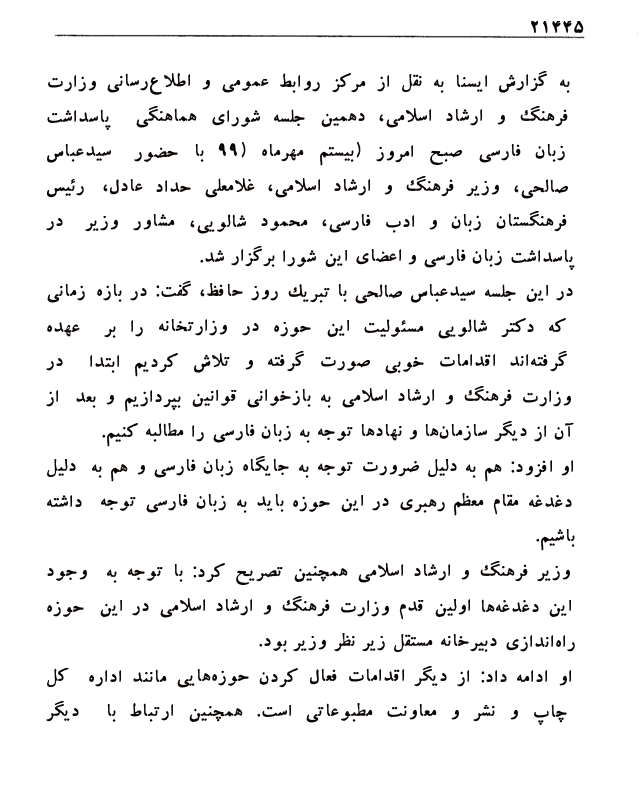 ۲۱۴۴۵
به گزارش ایسنا به نقل از مرکز روابط عمومی و اطلاع‌رسانی وزارت
فرهنگ و ارشاد اسلامی، دهمین جلسه شورای هماهنگی پاسداشت
زبان فارسی صبح امروز (بیستم مهرماه ۹۹) با حضور سیدعباس
صالحی، وزیر فرهنگ و ارشاد اسلامی، غلامعلی حداد عادل، رئیس
فرهنگستان زبان و ادب فارسی، محمود شالویی، مشاور وزیر در
پاسداشت زبان فارسی و اعضای این شورا برگزار شد.
در این جلسه سیدعباس صالحی با تبریك روز حافظ، گفت: در بازه زمانی
که دکتر شالویی مسئولیت این حوزه در وزارتخانه را بر عهده
گرفته‌اند اقدامات خوبی صورت گرفته و تلاش کردیم ابتدا در
وزارت فرهنگ و ارشاد اسلامی به بازخوانی قوانین بپردازیم و بعد از
آن از دیگر سازمان‌ها و نهادها توجه به زبان فارسی را مطالبه کنیم.
او افزود: هم به دلیل ضرورت توجه به جایگاه زبان فارسی و هم به دلیل
دغدغه مقام معظم رهبری در این حوزه باید به زبان فارسی توجه داشته
باشیم.
وزیر فرهنگ و ارشاد اسلامی همچنین تصریح کرد: با توجه به وجود
این دغدغه‌ها اولین قدم وزارت فرهنگ و ارشاد اسلامی در این حوزه
راه‌اندازی دبیرخانه مستقل زیر نظر وزیر بود.
او ادامه داد: از دیگر اقدامات فعال کردن حوزه‌هایی مانند اداره کل
چاپ و نشر و معاونت مطبوعاتی است. همچنین ارتباط با دیگر